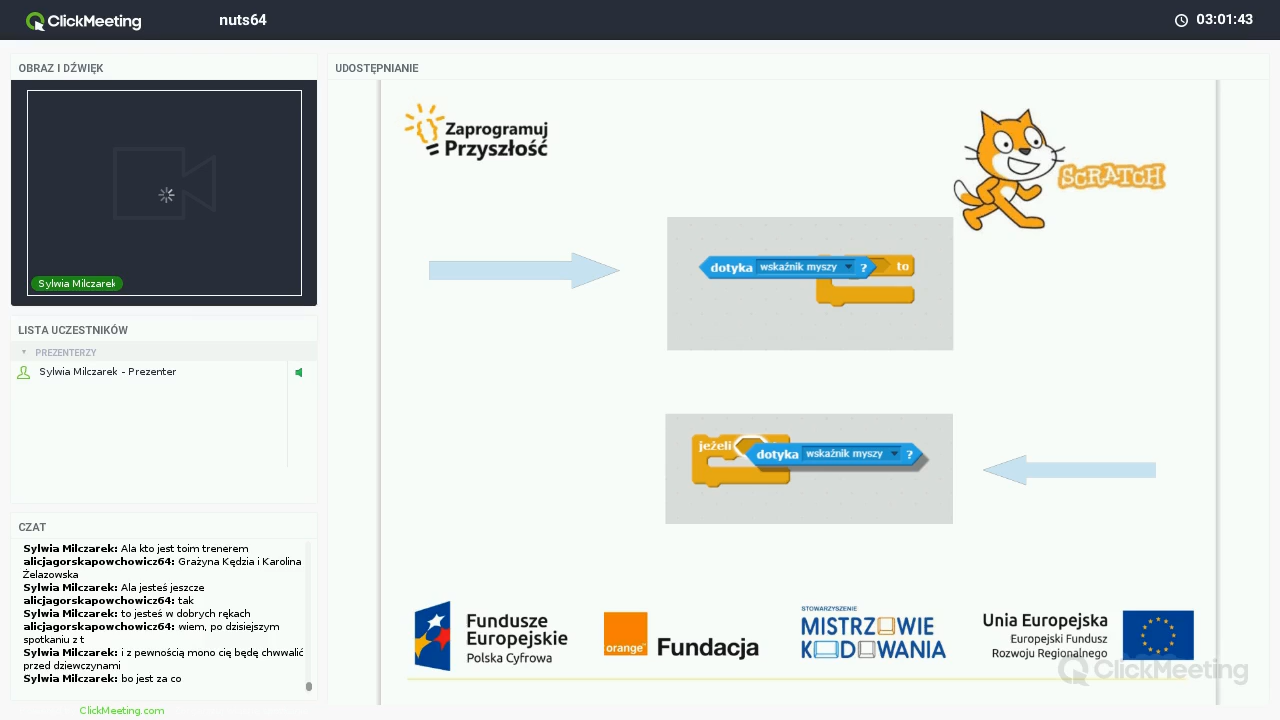 ClickMeeting
nuts64
03:01:43
OBRAZ I DŹWIĘK
Sylwia Milczarek
LISTA UCZESTNIKÓW
PREZENTERZY
Sylwia Milczarek - Prezenter
CZAT
Sylwia Milczarek: Ala kto jest toim trenerem
alicjagorskapowchowicz64: Grażyna Kędzia i Karolina
Żelazowska
Sylwia Milczarek: Ala jesteś jeszcze
alicjagorskapowchowicz64: tak
Sylwia Milczarek: to jesteś w dobrych rękach
alicjagorskapowchowicz64: wiem, po dzisiejszym
spotkaniu z t
Sylwia Milczarek: i z pewnością mono cię będę chwwalić
przed dziewczynami
Sylwia Milczarek: bo jest za co
ClickMeeting.com
UDOSTĘPNIANIE
Zaprogramuj
Przyszłość
SCRATCH
dotyka wskaźnik myszy ? to
jeżeli
dotyka wskaźnik myszy ?
Fundusze
Europejskie
Polska Cyfrowa
orange
Fundacja
STOWARZYSZENIE
MISTRZOWIE
KODOWANIA
Unia Europejska
Europejski Fundusz
Rozwoju Regionalnego
ClickMeeting